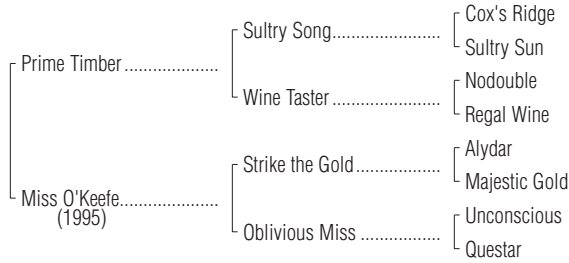 Cox's Ridge
Sultry Song....................
Sultry Sun
Prime Timber ..................
Nodouble
Wine Taster ....................
Regal Wine
Alydar
Strike the Gold................
Majestic Gold
Miss O'Keefe...................
(1995)
Unconscious
Oblivious Miss ...............
Questar